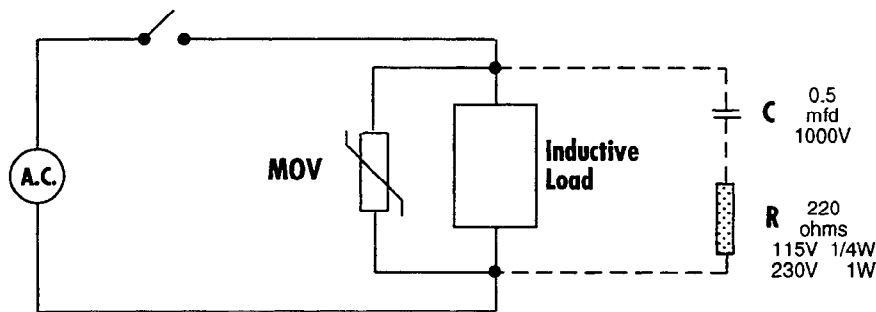 A.C.
MOV
Inductive
Load
C
0.5
mfd
1000V
R
220
ohms
115V 1/4W
230V 1W